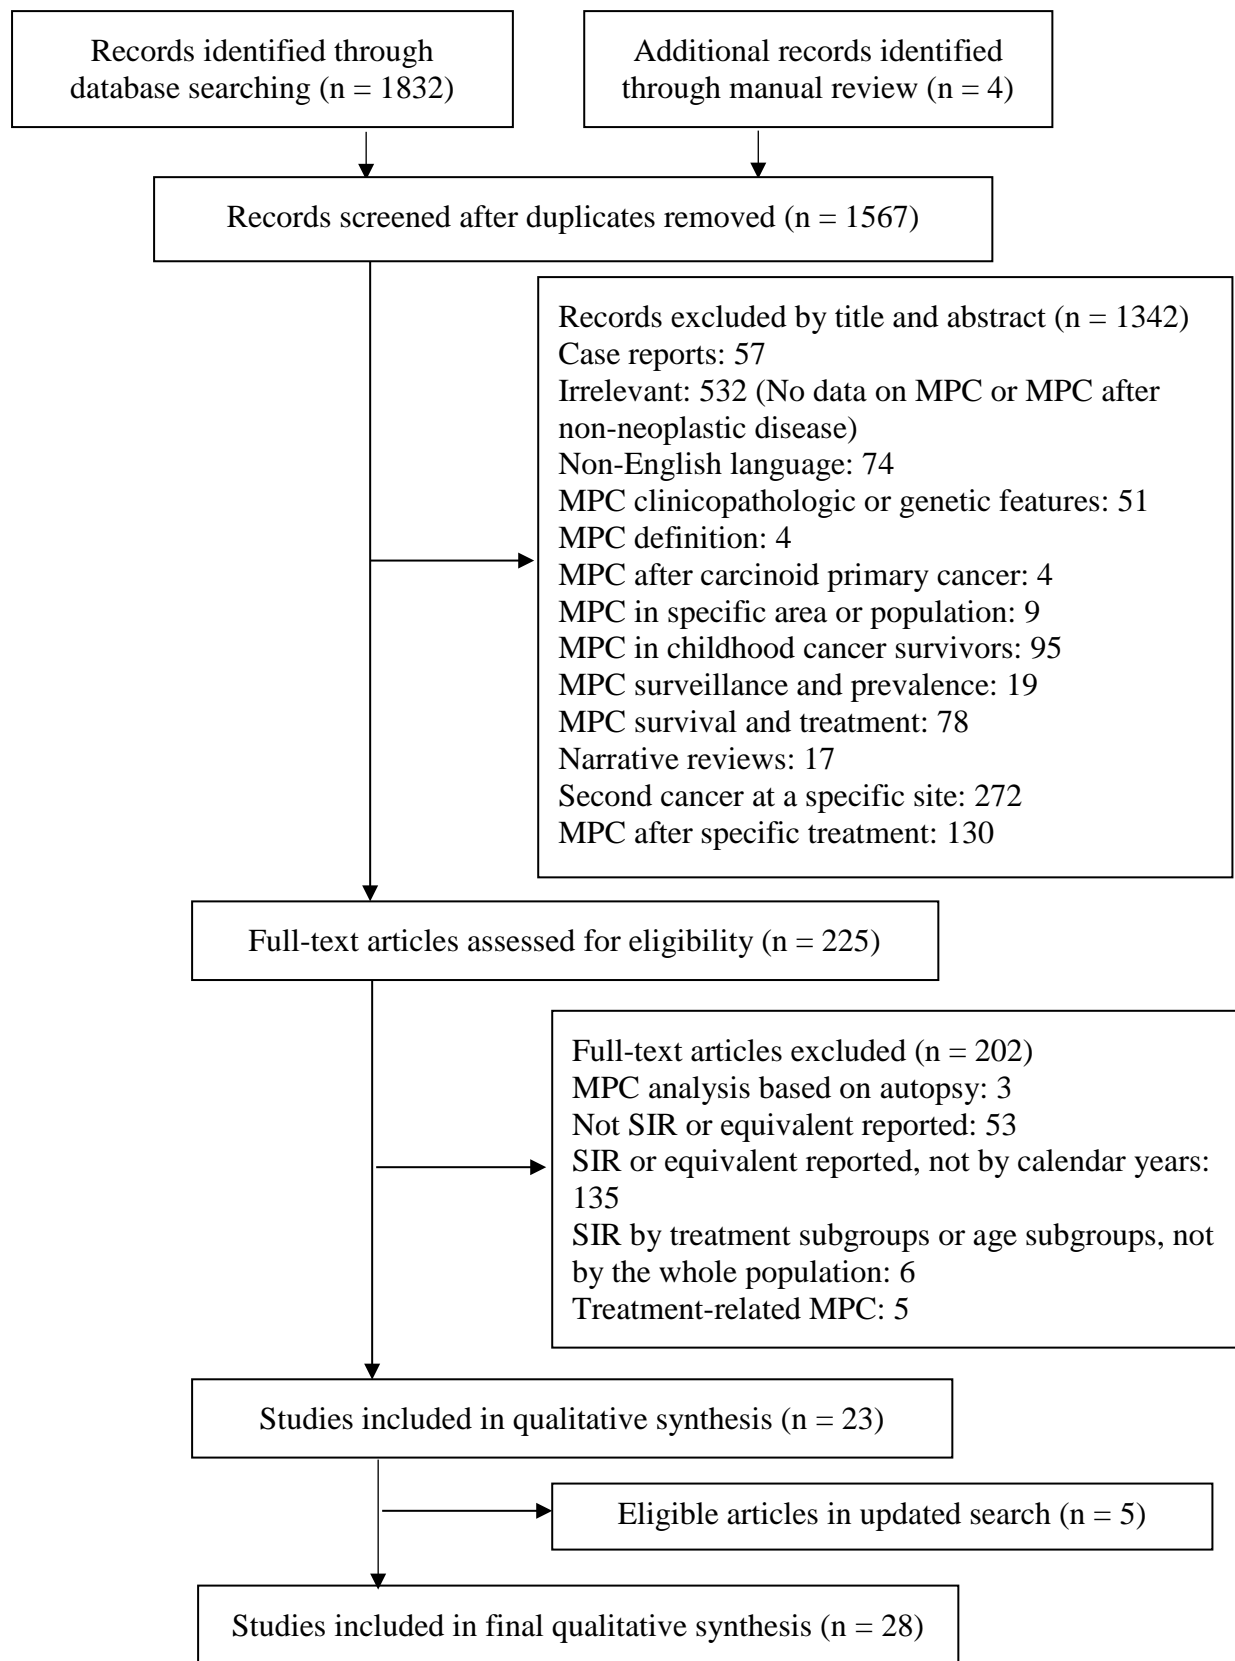 Records identified through
database searching (n = 1832)
Additional records identified
through manual review (n = 4)
Records screened after duplicates removed (n = 1567)
Records excluded by title and abstract (n = 1342)
Case reports: 57
Irrelevant: 532 (No data on MPC or MPC after
non-neoplastic disease)
Non-English language: 74
MPC clinicopathologic or genetic features: 51
MPC definition: 4
MPC after carcinoid primary cancer: 4
MPC in specific area or population: 9
MPC in childhood cancer survivors: 95
MPC surveillance and prevalence: 19
MPC survival and treatment: 78
Narrative reviews: 17
Second cancer at a specific site: 272
MPC after specific treatment: 130
Full-text articles assessed for eligibility (n = 225)
Full-text articles excluded (n = 202)
MPC analysis based on autopsy: 3
Not SIR or equivalent reported: 53
SIR or equivalent reported, not by calendar years:
135
SIR by treatment subgroups or age subgroups, not
by the whole population: 6
Treatment-related MPC: 5
Studies included in qualitative synthesis (n = 23)
Eligible articles in updated search (n = 5)
Studies included in final qualitative synthesis (n = 28)